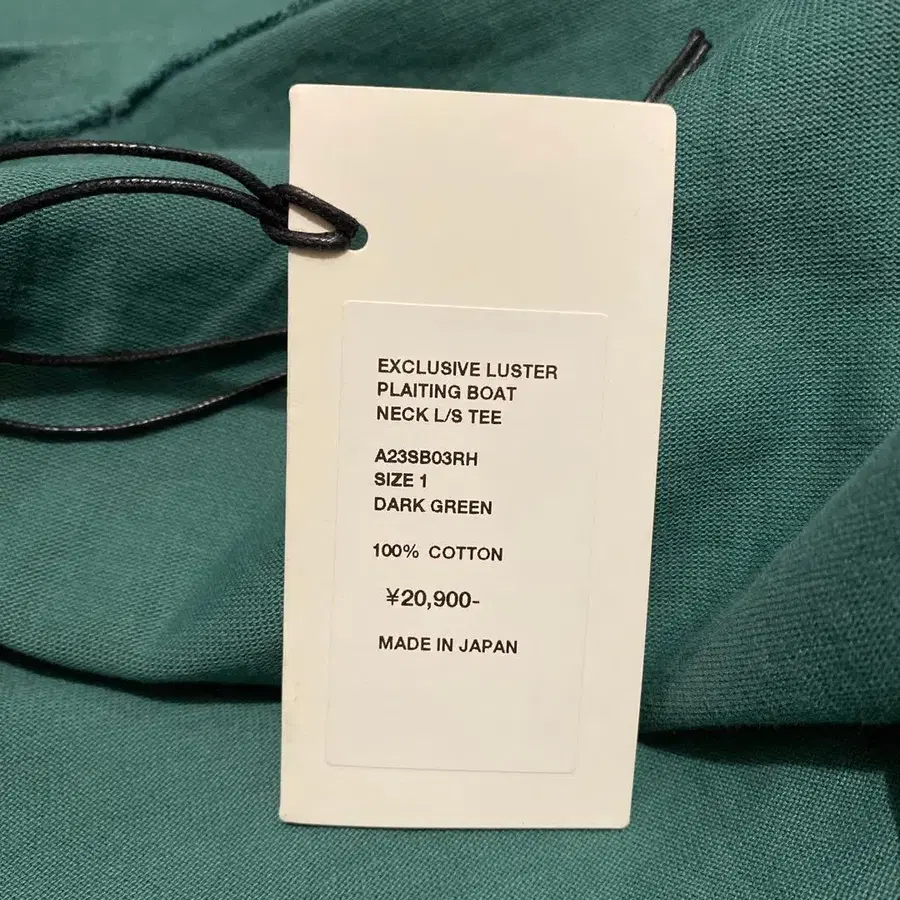 EXCLUSIVE LUSTER
PLAITING BOAT
NECK L/S TEE
A23SB03RH
SIZE 1
DARK GREEN
100% COTTON
¥20,900-
MADE IN JAPAN